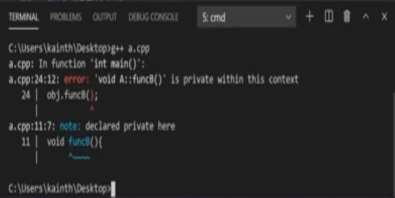 TERMINAL PROBLEMS OUTPUT DEBUG CONSOLE 5: cmd
C:\Users\kainth\Desktop>g++ a.cpp
a.cpp: In function 'int main()':
a.cpp:24:12: error: 'void A::funcB()' is private within this context
24 | obj.funcB();
| ^
a.cpp:11:7: note: declared private here
11 | void funcB(){
| ^~~~~
C:\Users\kainth\Desktop>